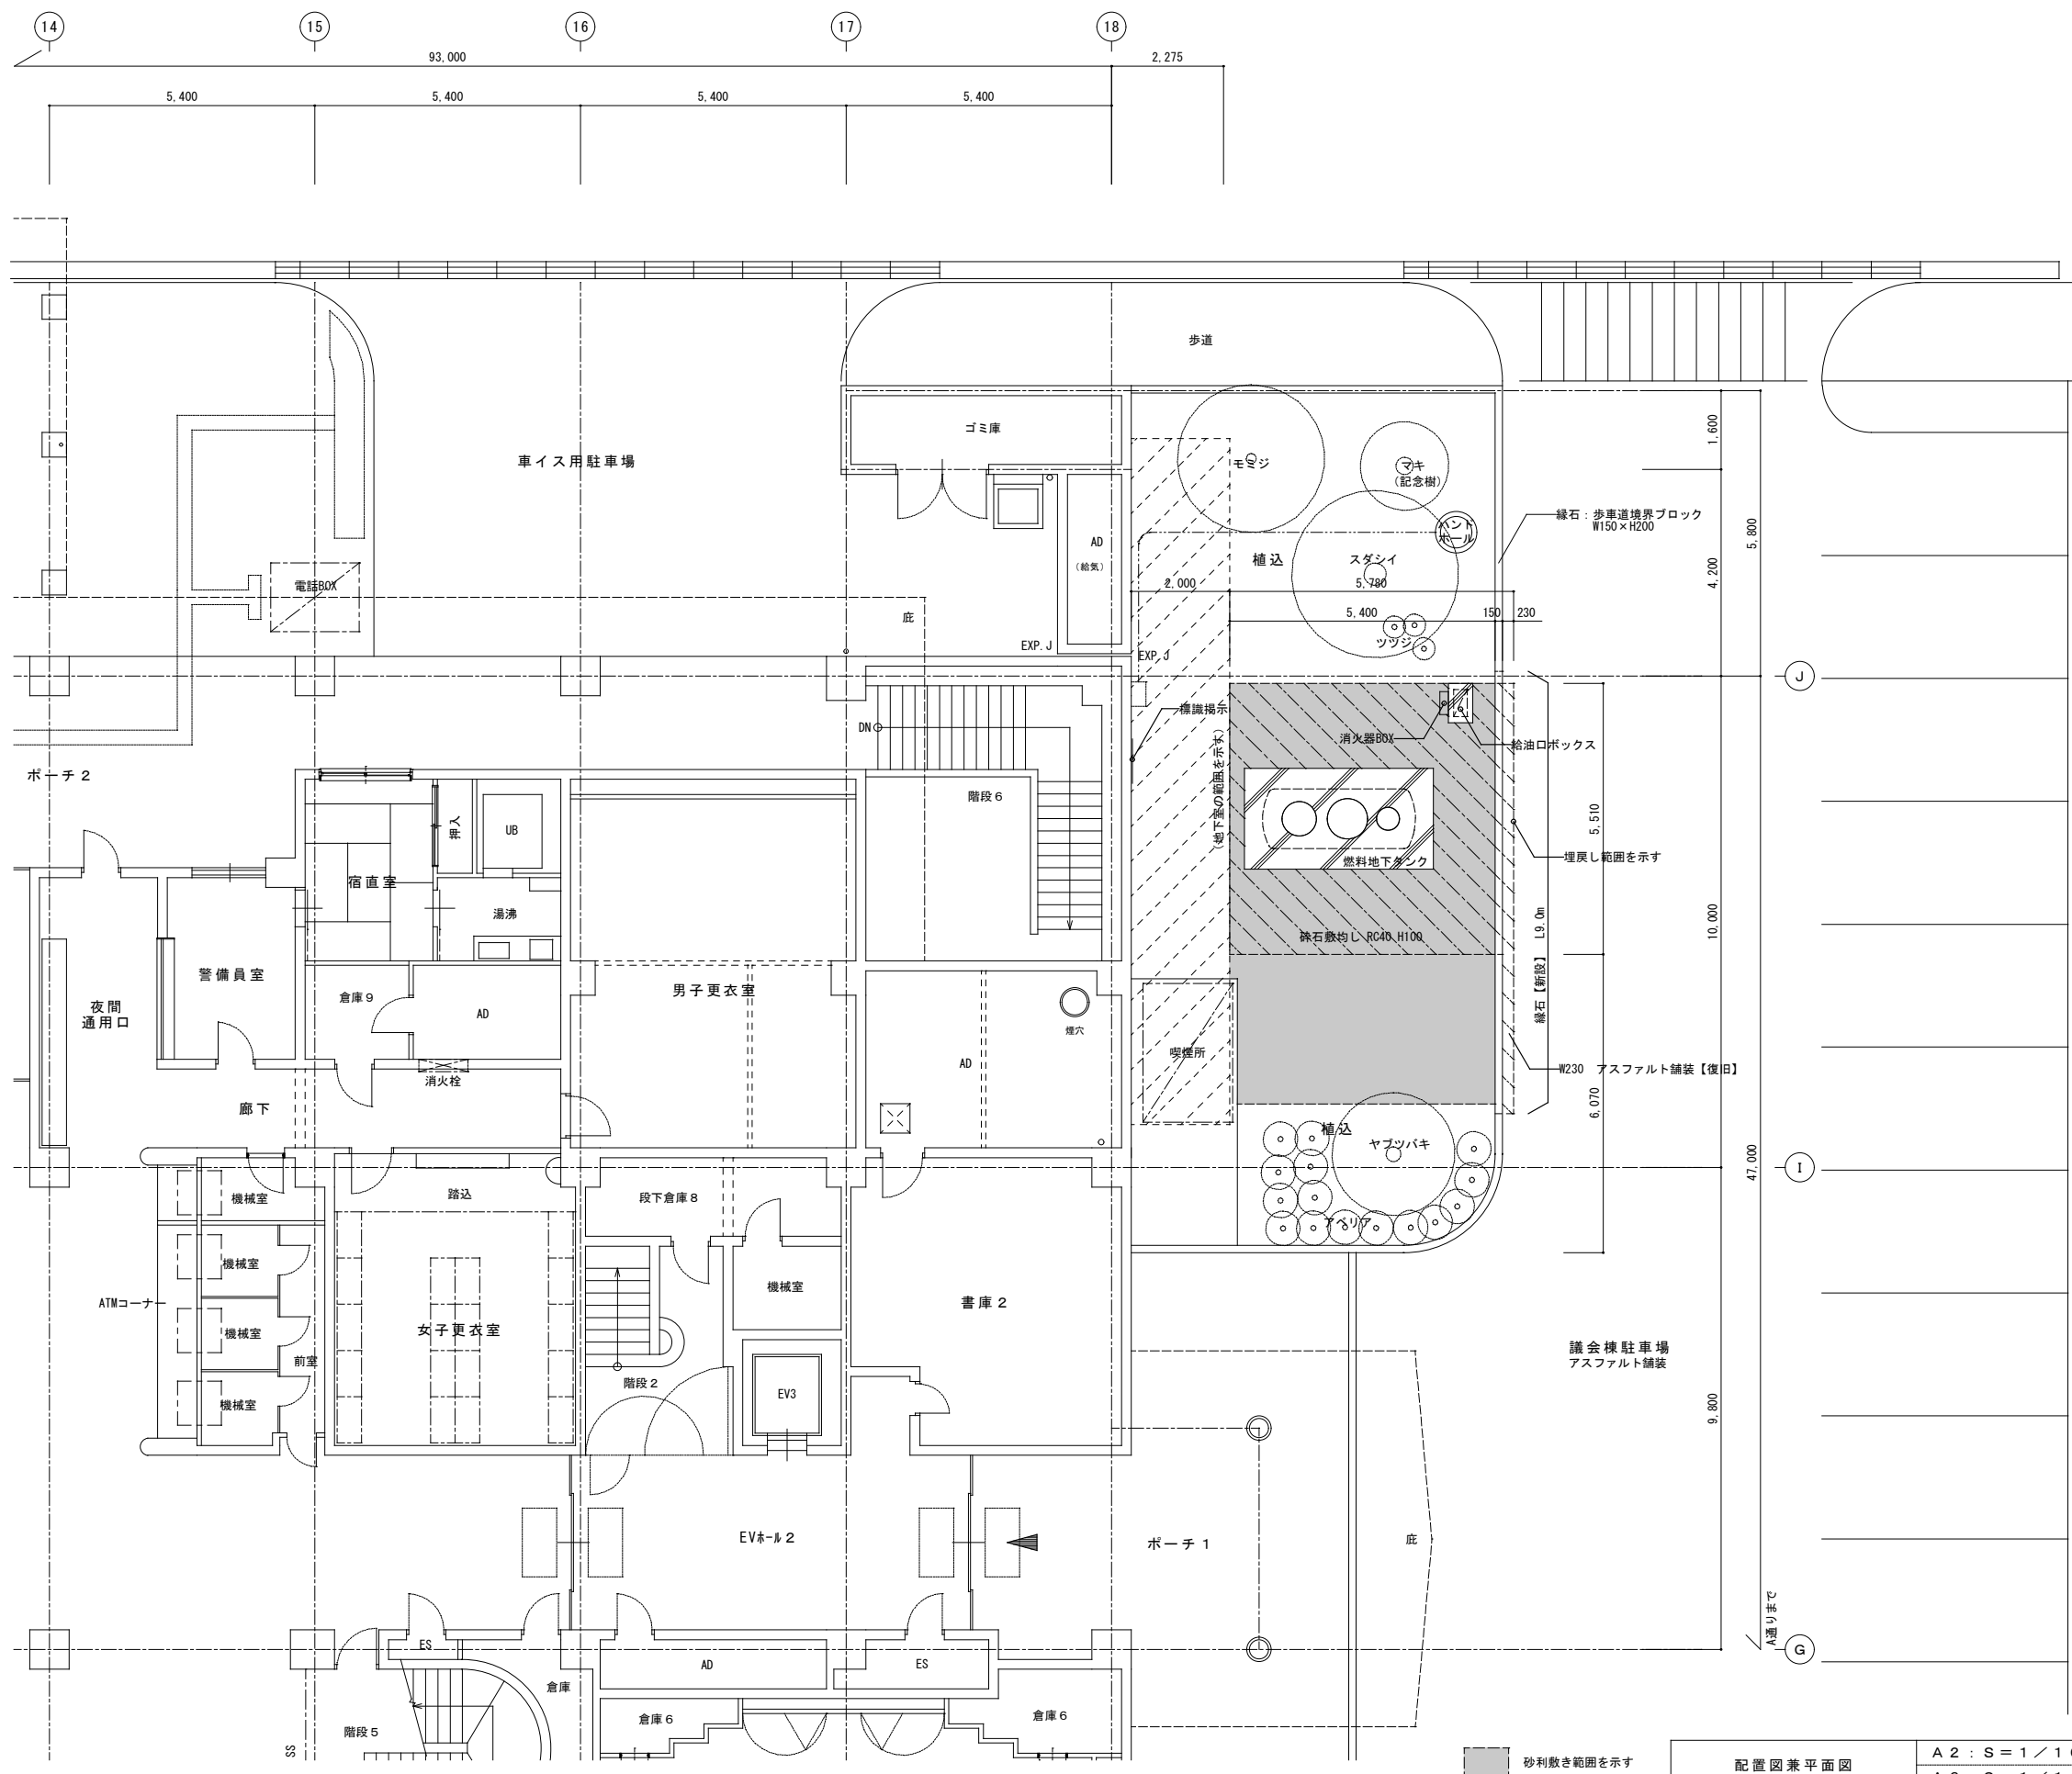 14
15
16
17
18
93,000
2,275
5,400
5,400
5,400
5,400
歩道
ゴミ庫
車イス用駐車場
モミジ
マキ
(記念樹)
1,600
縁石：歩車道境界ブロック
W150×H200
ハンド
ホール
5,800
AD
(給気)
植込
スダシイ
4,200
電話BOX
2,000
5,780
庇
5,400
150
230
ツツジ
EXP.J
EXP.J
J
標識掲示
DN
消火器BOX
給油口ボックス
(地下室の範囲を示す)
ポーチ２
階段６
押入
UB
5,510
燃料地下タンク
埋戻し範囲を示す
宿直室
湯沸
10,000
砕石敷均し RC40 H100
縁石【新設】 L9.0m
警備員室
男子更衣室
倉庫９
夜間
通用口
AD
煙穴
喫煙所
AD
W230　アスファルト舗装【復旧】
消火栓
6,070
廊下
植込
ヤブツバキ
I
47,000
踏込
段下倉庫８
機械室
アベリア
機械室
機械室
ATMコーナー
書庫２
女子更衣室
機械室
前室
議会棟駐車場
アスファルト舗装
階段２
EV3
機械室
9,800
EVホール２
ポーチ１
庇
A通りまで
G
ES
AD
ES
倉庫
倉庫６
倉庫６
階段５
SS
砂利敷き範囲を示す
配置図兼平面図
Ａ２：Ｓ＝１／１